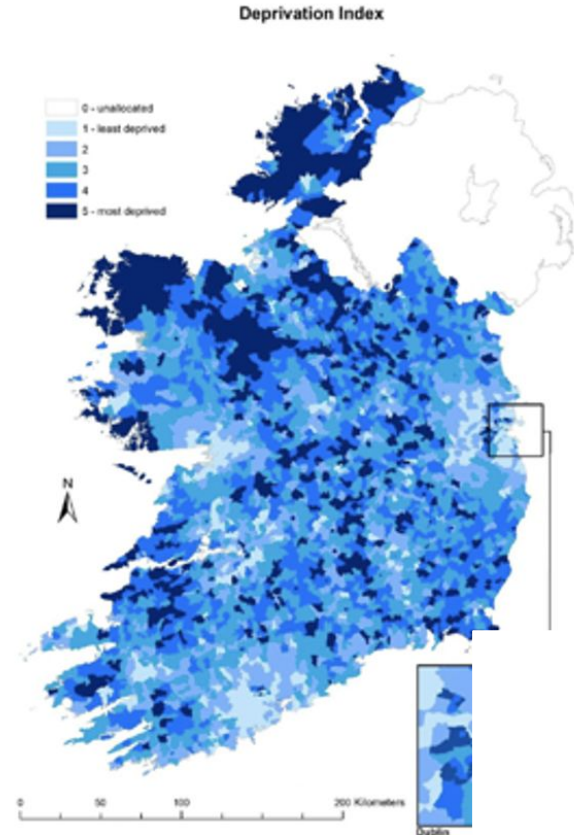 Deprivation Index
0 - unallocated
1 - least deprived
2
3
4
5 - most deprived
N
0 50 100 200 Kilometers
Dublin